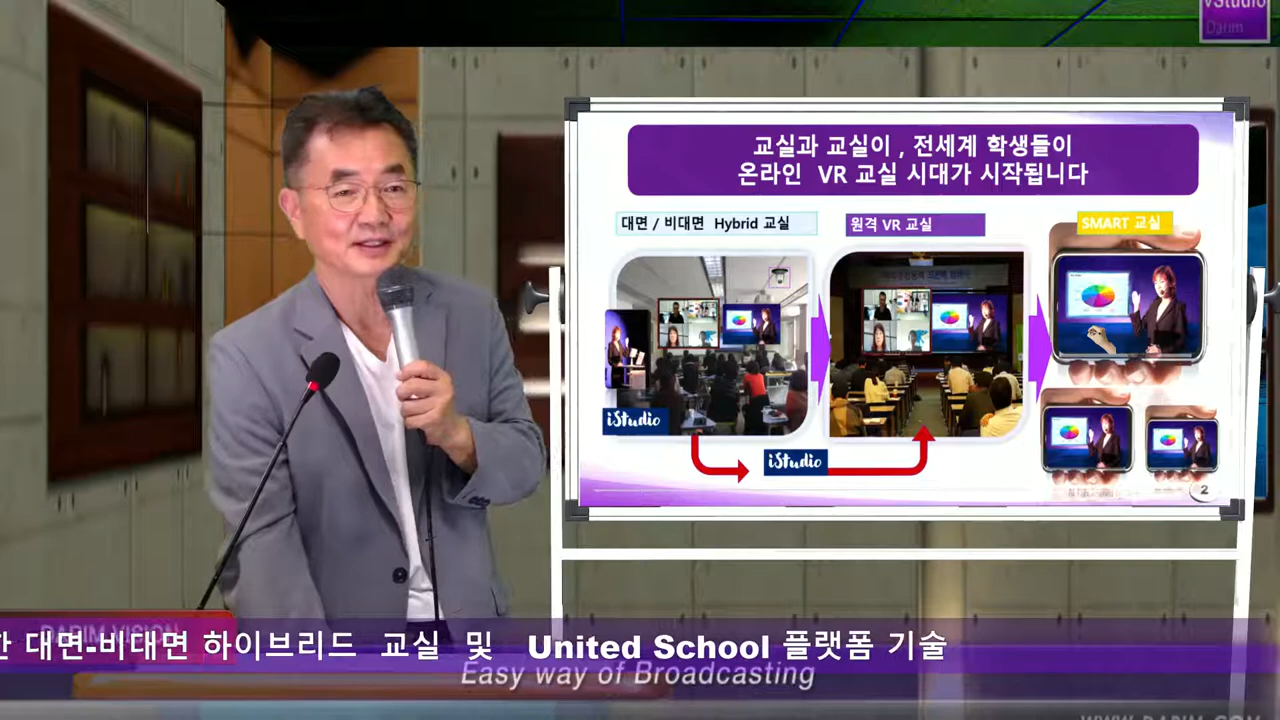 vStudio
Darim
교실과 교실이 , 전세계 학생들이
온라인 VR 교실 시대가 시작됩니다
대면 / 비대면 Hybrid 교실
원격 VR 교실
SMART 교실
iStudio
iStudio
2
DARIM VISION
한 대면-비대면 하이브리드 교실 및 United School 플랫폼 기술
Easy way of Broadcasting
WWW.DARIM.COM